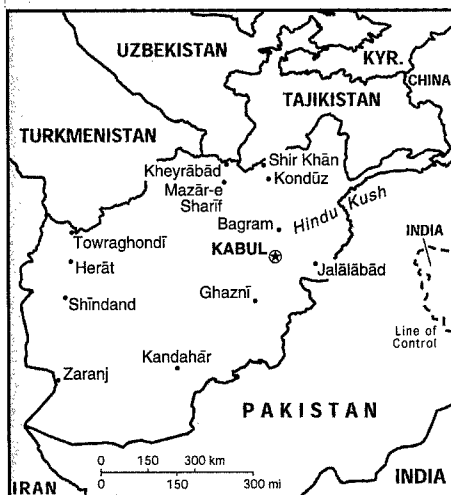 UZBEKISTAN
KYR.
CHINA
TAJIKISTAN
TURKMENISTAN
Kheyrābād
Shir Khān
Mazār-e
Sharīf
Kondūz
Hindu Kush
Bagram
Towraghondī
KABUL
INDIA
Herāt
Jalālābād
Shīndand
Ghaznī
Line of
Control
Kandahār
Zaranj
PAKISTAN
0 150 300 km
0 150 300 mi
IRAN
INDIA